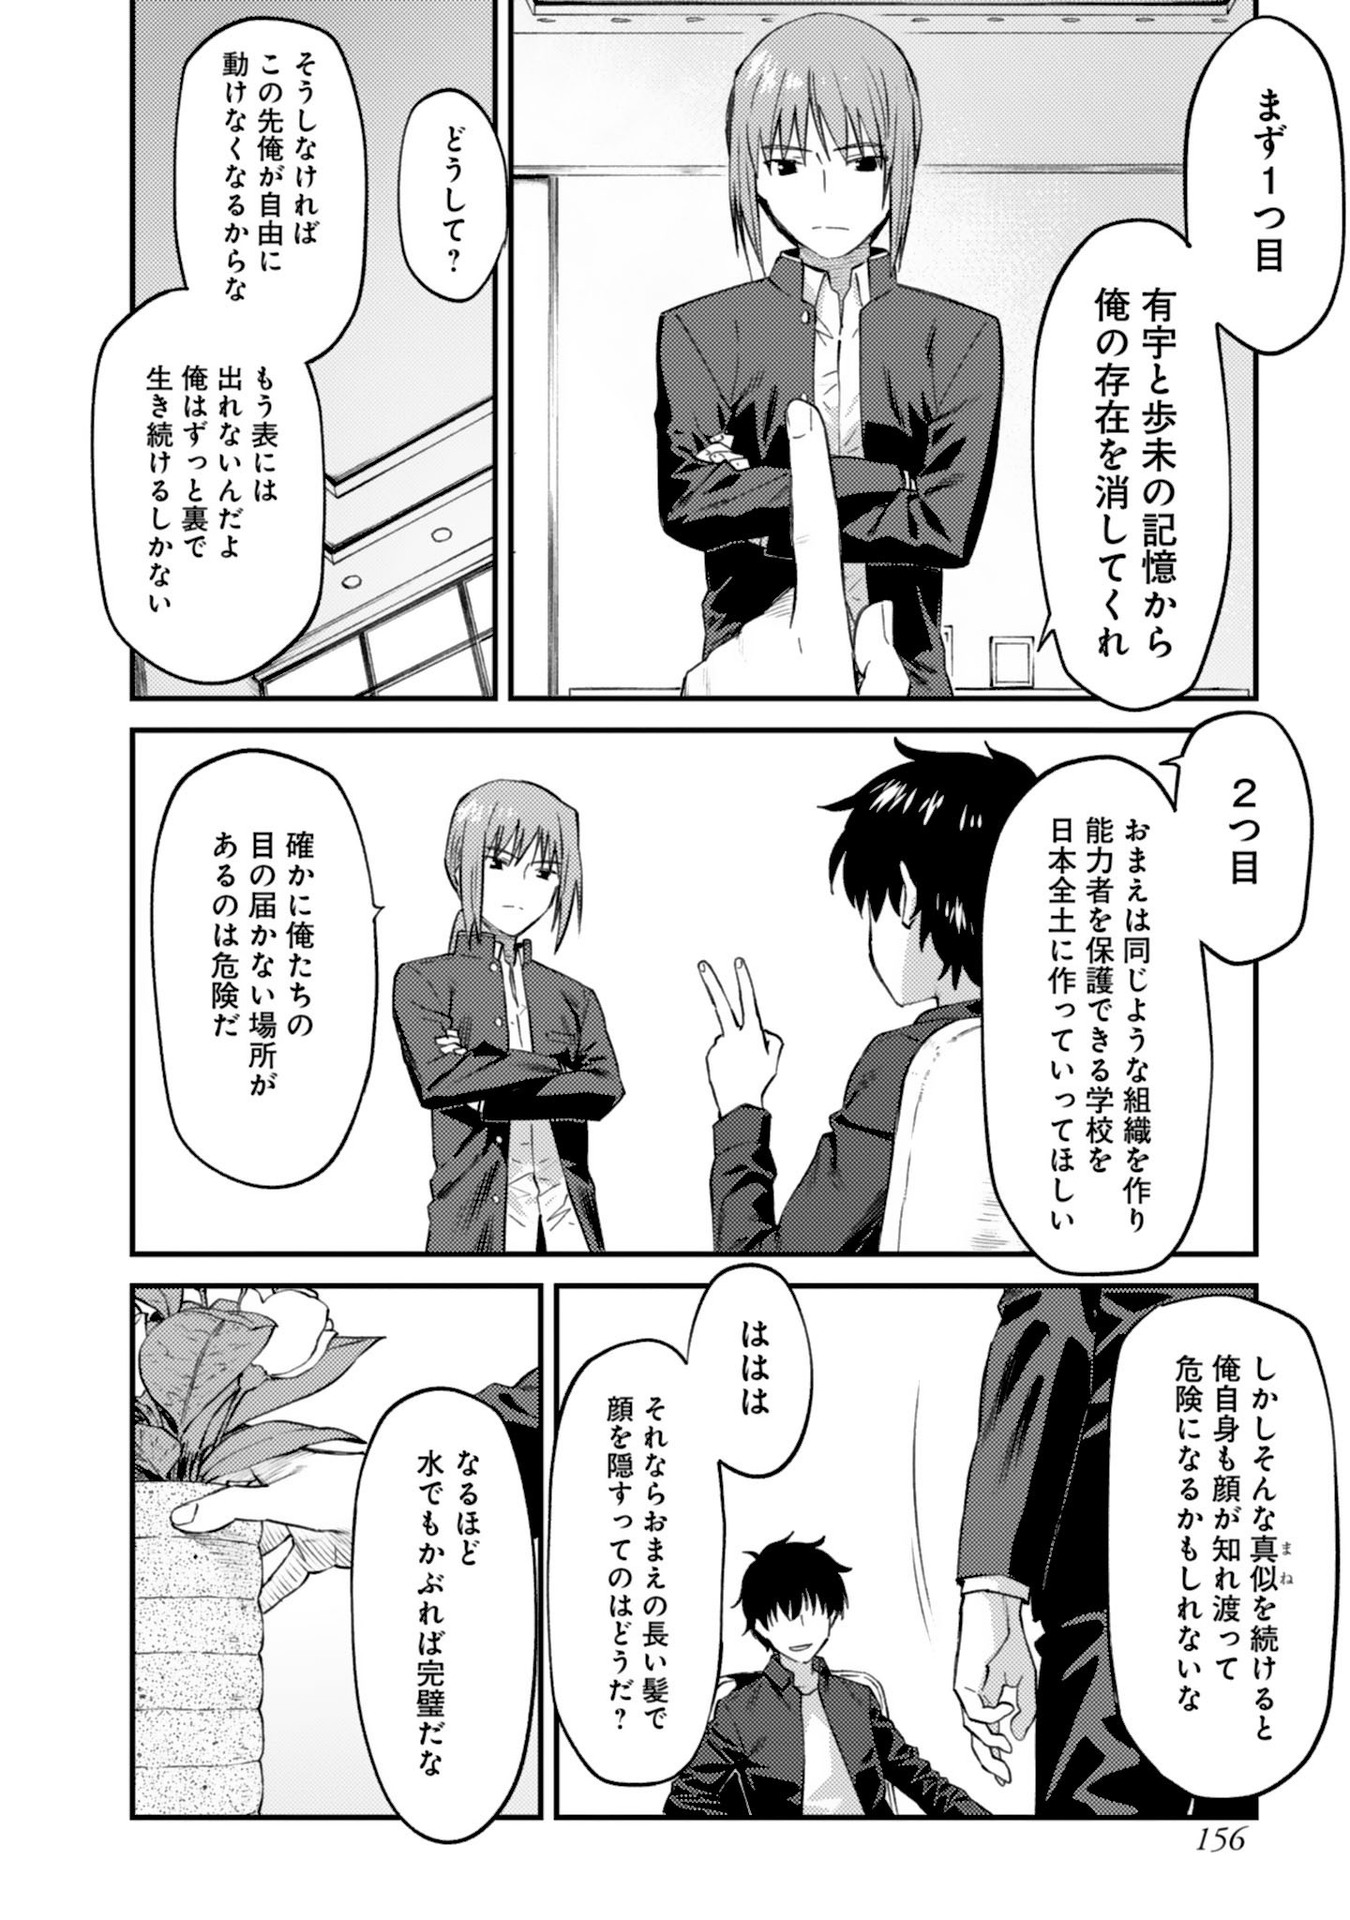 まず1つ目
有宇と歩未の記憶から
俺の存在を消してくれ
どうして？
そうしなければ
この先俺が自由に
動けなくなるからな
もう表には
出れないんだよ
俺はずっと裏で
生き続けるしかない
2つ目
おまえは同じような組織を作り
能力者を保護できる学校を
日本全土に作っていってほしい
確かに俺たちの
目の届かない場所が
あるのは危険だ
しかしそんな真似を続けると
まね
俺自身も顔が知れ渡って
危険になるかもしれないな
ははは
それならおまえの長い髪で
顔を隠すってのはどうだ？
なるほど
水でもかぶれば完璧だな
156